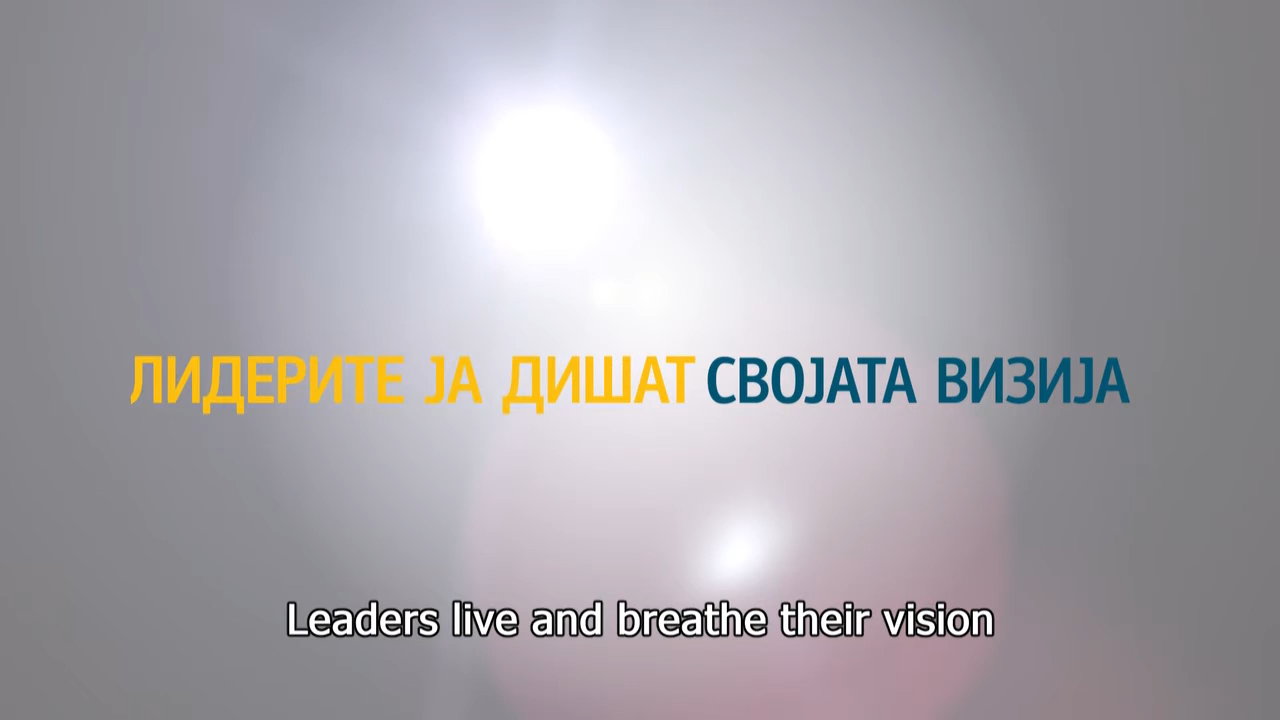 ЛИДЕРИТЕ ЈА ДИШАТ СВОЈАТА ВИЗИЈА
Leaders live and breathe their vision